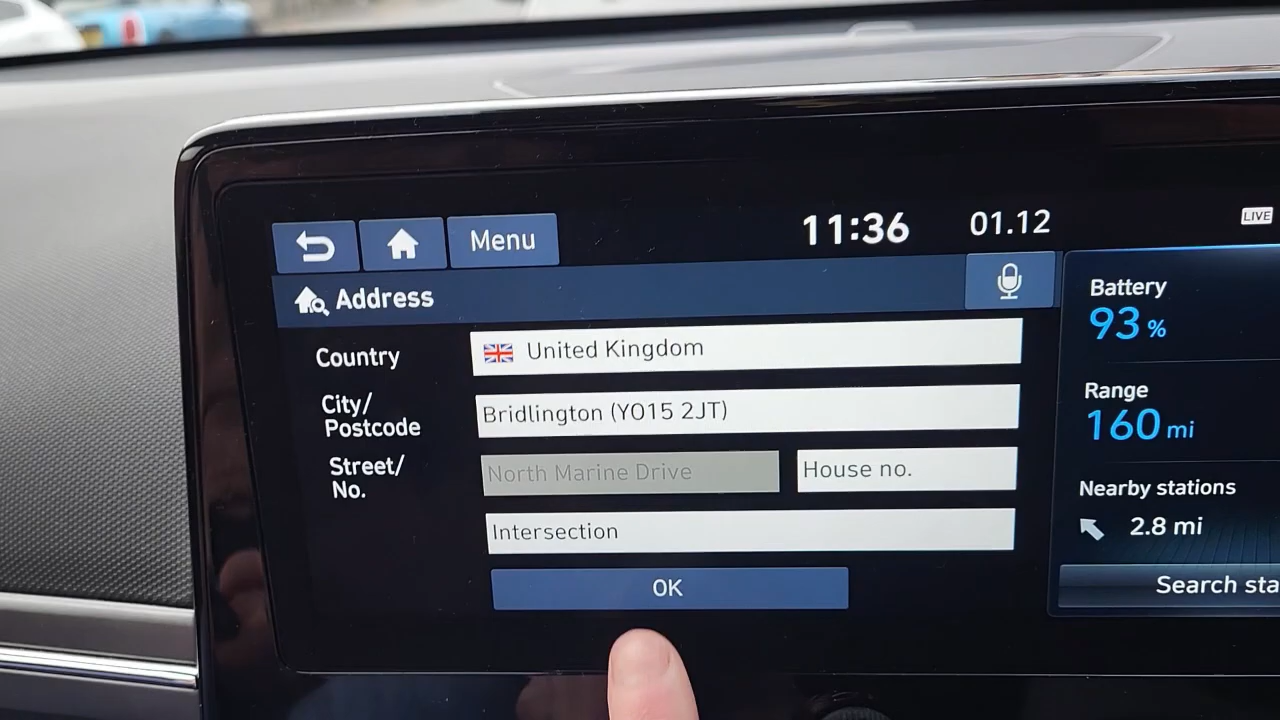 11:36 01.12 LIVE
Menu
Address
Country United Kingdom
City/
Postcode
Bridlington (YO15 2JT)
Street/
No.
North Marine Drive House no.
Intersection
OK
Battery
93 %
Range
160 mi
Nearby stations
2.8 mi
Search sta